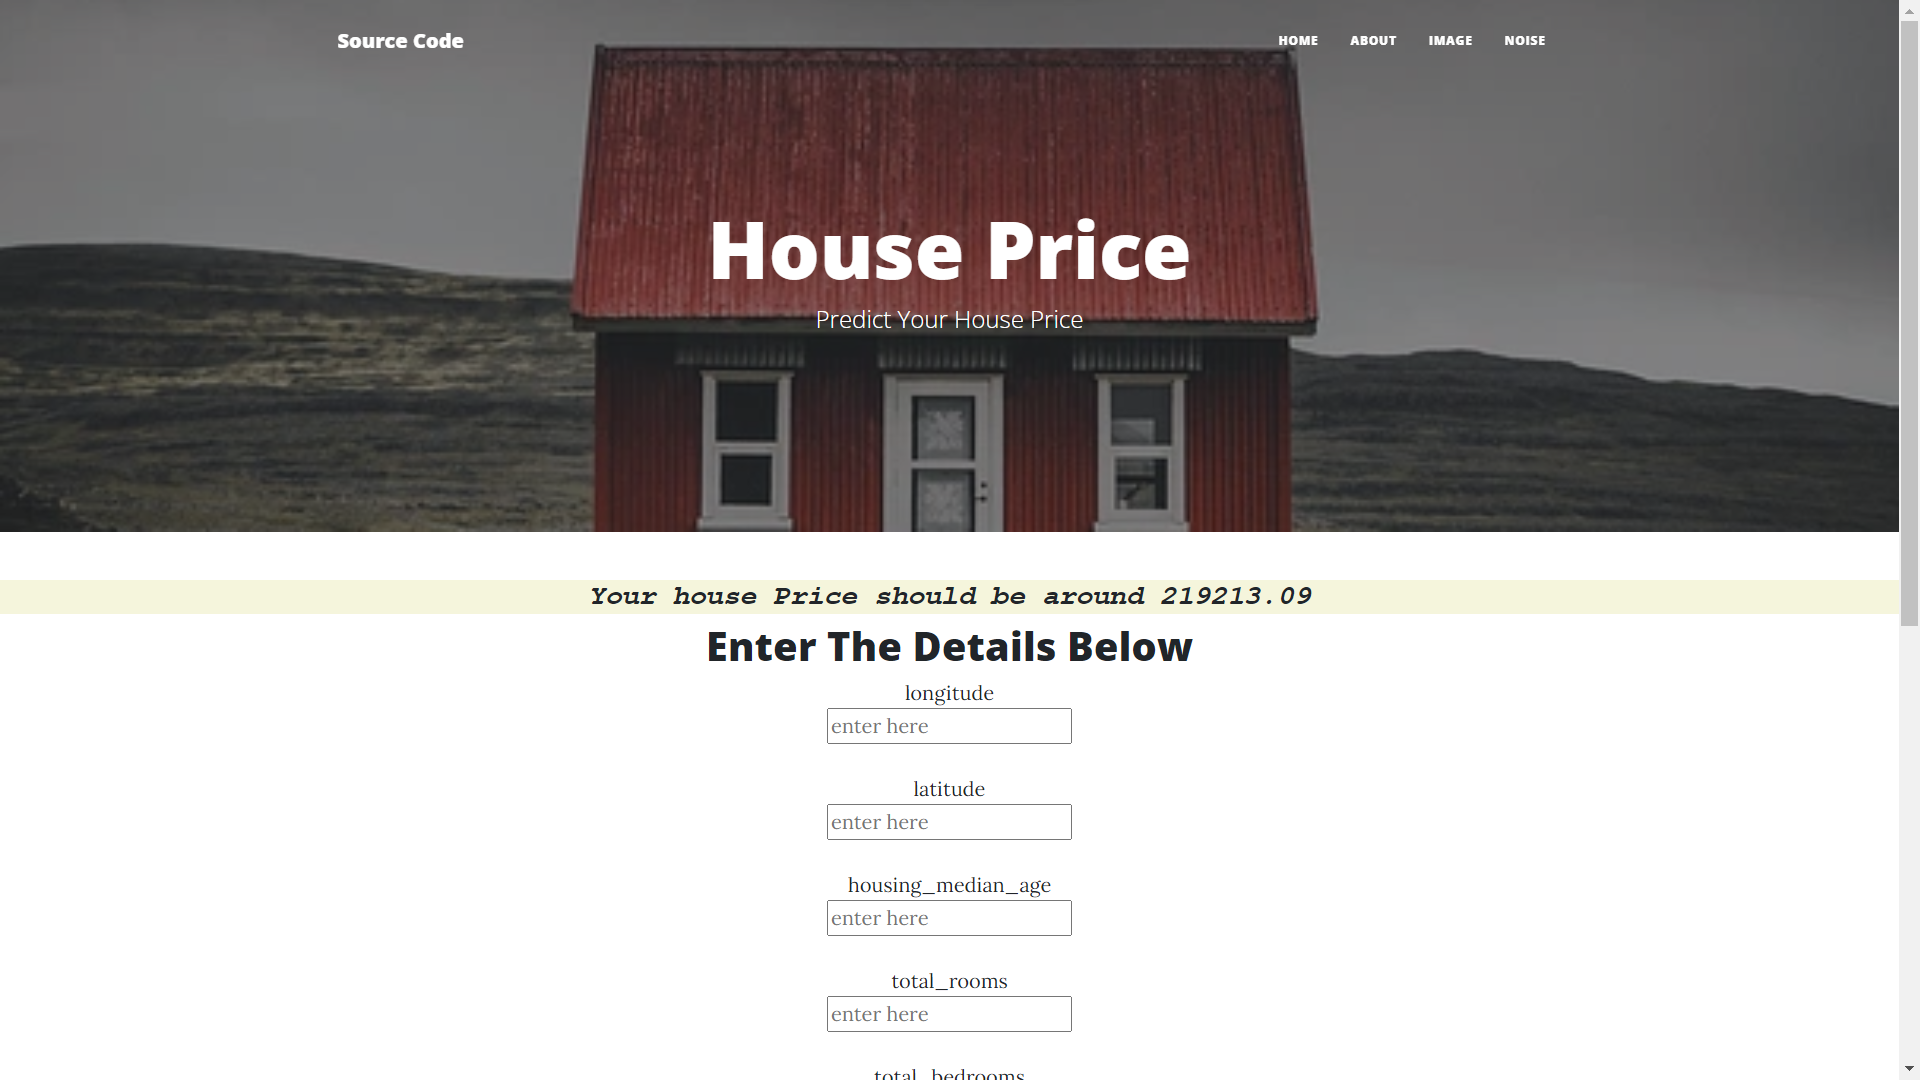 Source Code
HOME ABOUT IMAGE NOISE
House Price
Predict Your House Price
Your house Price should be around 219213.09
Enter The Details Below
longitude
enter here
latitude
enter here
housing_median_age
enter here
total_rooms
enter here
total_bedrooms